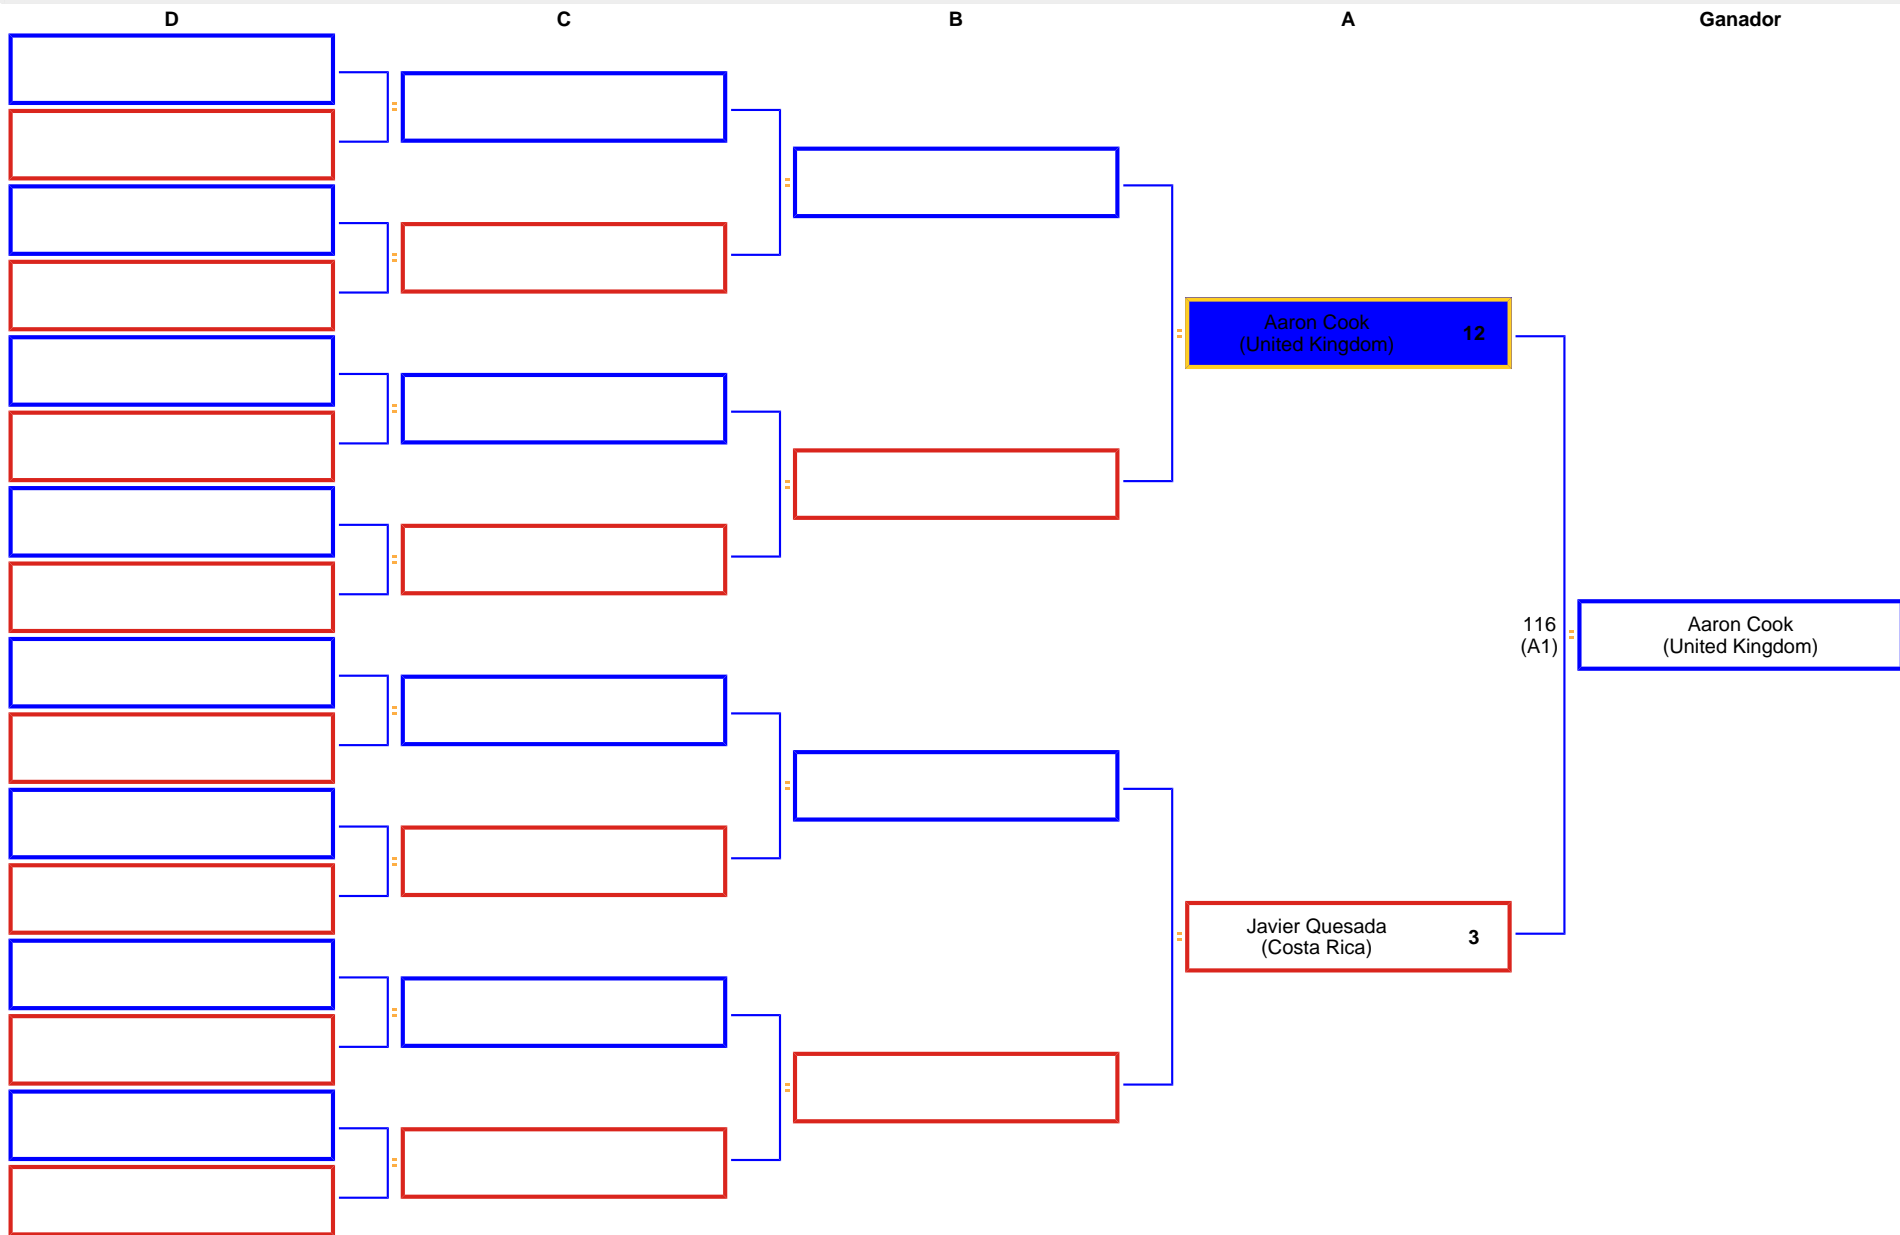 D
C
B
A
Ganador
Aaron Cook
(United Kingdom)
12
116
(A1)
Aaron Cook
(United Kingdom)
Javier Quesada
(Costa Rica)
3